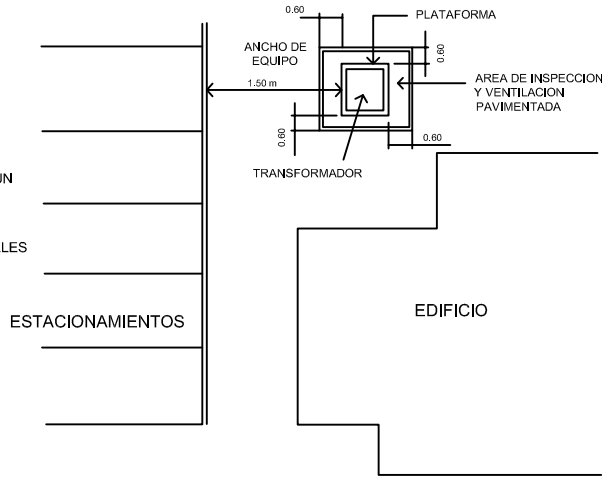 0.60
PLATAFORMA
ANCHO DE
EQUIPO
0.60
1.50 m
AREA DE INSPECCION
Y VENTILACION
PAVIMENTADA
0.60
0.60
TRANSFORMADOR
UN
LES
ESTACIONAMIENTOS
EDIFICIO